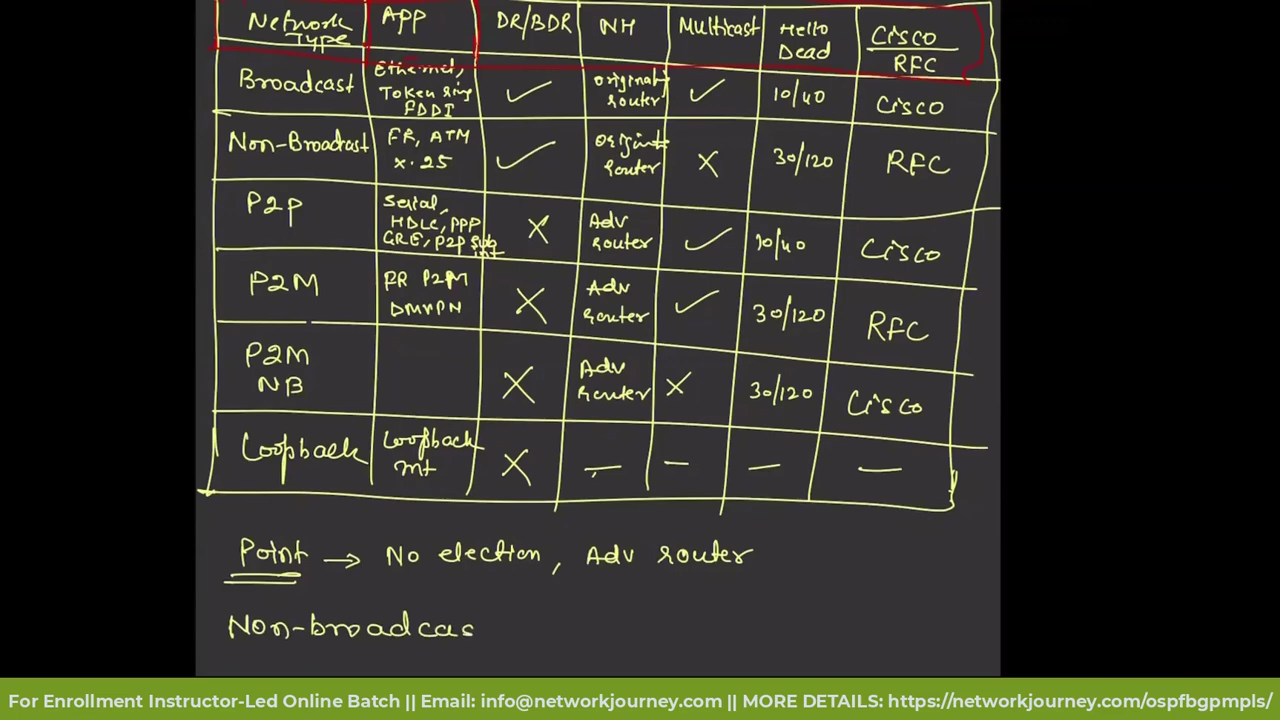 Network Type APP DR/BDR NH Multicast Hello Dead Cisco / RFC
Broadcast Ethernet, Token ring FDDI ✓ router ✓ 10/40 Cisco
Non-Broadcast FR, ATM x.25 ✓ router X 30/120 RFC
P2P Serial, HDLC, PPP GRE, P2P sub int X Adv router ✓ 10/40 Cisco
P2M FR P2M DMVPN X Adv router ✓ 30/120 RFC
P2M NB X Adv router X 30/120 Cisco
Loopback Loopback X — — — —
Point → No election, Adv router
Non-broadcas
For Enrollment Instructor-Led Online Batch || Email: info@networkjourney.com || MORE DETAILS: https://networkjourney.com/ospfbgpmpls/